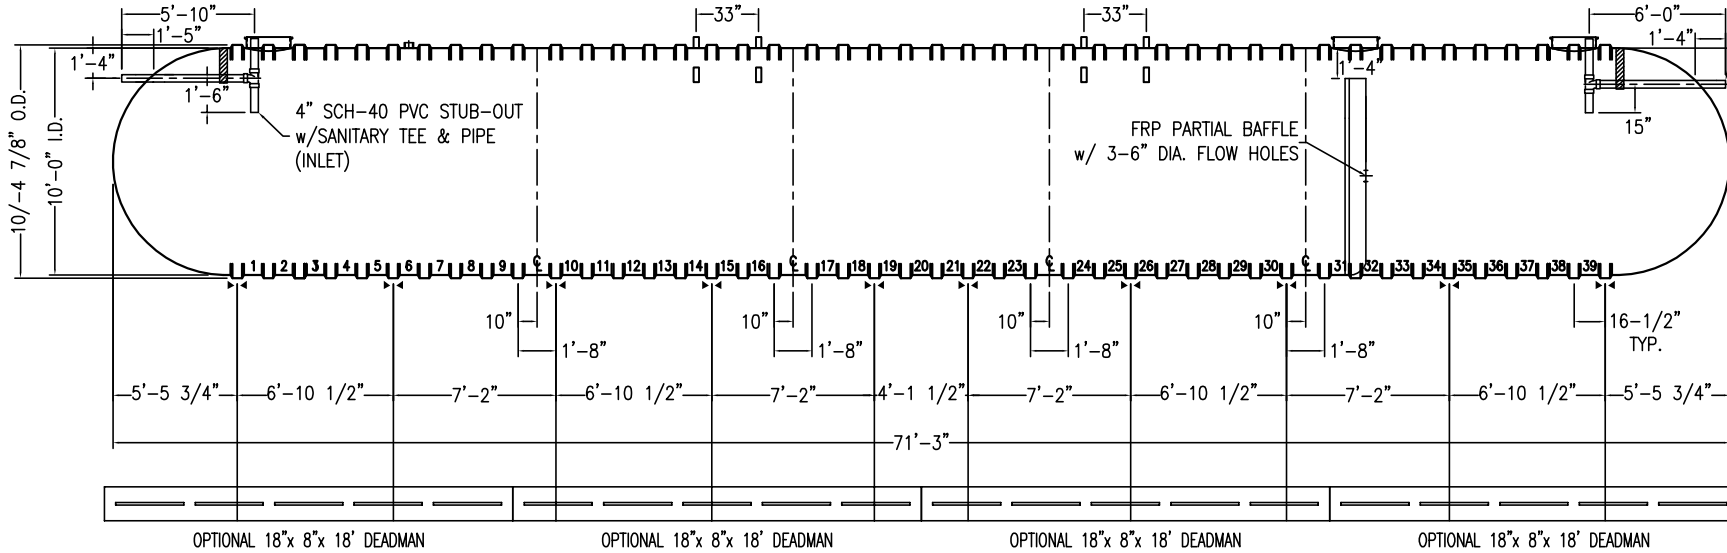 5'-10"
33"
33"
6'-0"
1'-5"
1'-4"
1'-4"
1'-4"
1'-6"
15"
10/-4 7/8" O.D.
10'-0" I.D.
4" SCH-40 PVC STUB-OUT
w/SANITARY TEE & PIPE
(INLET)
FRP PARTIAL BAFFLE
w/ 3-6" DIA. FLOW HOLES
1 2 3 4 5 6 7 8 9 ℄ 10 11 12 13 14 15 16 ℄ 17 18 19 20 21 22 23 ℄ 24 25 26 27 28 29 30 ℄ 31 32 33 34 35 36 37 38 39
10" 10" 10" 10" 16-1/2"
TYP.
1'-8" 1'-8" 1'-8" 1'-8"
5'-5 3/4" 6'-10 1/2" 7'-2" 6'-10 1/2" 7'-2" 4'-1 1/2" 7'-2" 6'-10 1/2" 7'-2" 6'-10 1/2" 5'-5 3/4"
71'-3"
OPTIONAL 18"x 8"x 18' DEADMAN
OPTIONAL 18"x 8"x 18' DEADMAN
OPTIONAL 18"x 8"x 18' DEADMAN
OPTIONAL 18"x 8"x 18' DEADMAN